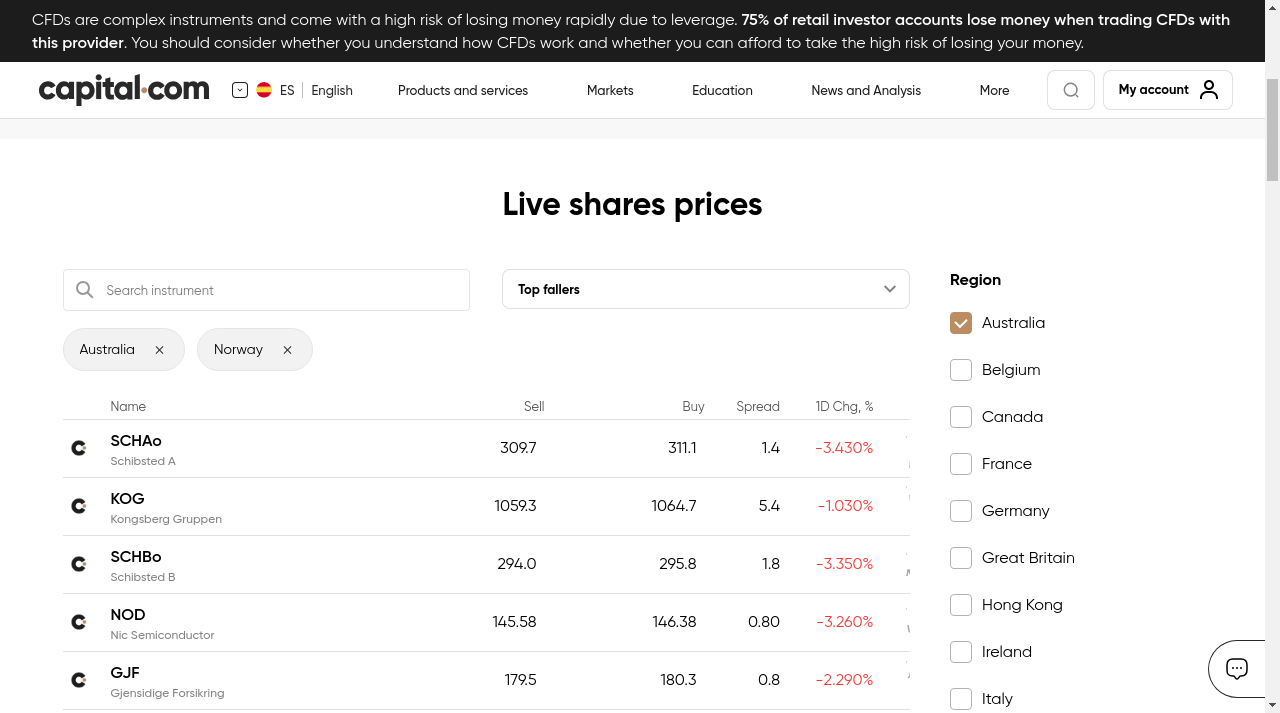 CFDs are complex instruments and come with a high risk of losing money rapidly due to leverage. 75% of retail investor accounts lose money when trading CFDs with
this provider. You should consider whether you understand how CFDs work and whether you can afford to take the high risk of losing your money.
capital.com
ES English Products and services Markets Education News and Analysis More My account
Live shares prices
Search instrument
Top fallers
Australia Norway
Name Sell Buy Spread 1D Chg, %
SCHAo 309.7 311.1 1.4 -3.430%
Schibsted A
KOG 1059.3 1064.7 5.4 -1.030%
Kongsberg Gruppen
SCHBo 294.0 295.8 1.8 -3.350%
Schibsted B
NOD 145.58 146.38 0.80 -3.260%
Nic Semiconductor
GJF 179.5 180.3 0.8 -2.290%
Gjensidige Forsikring
Region
Australia
Belgium
Canada
France
Germany
Great Britain
Hong Kong
Ireland
Italy